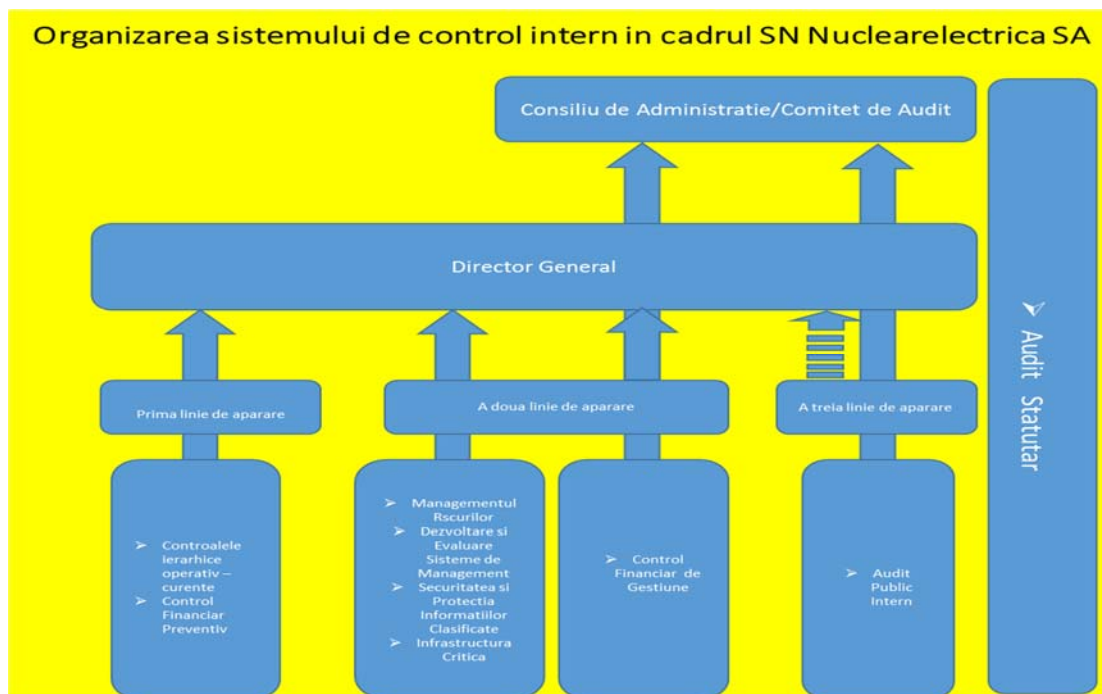 Organizarea sistemului de control intern in cadrul SN Nuclearelectrica SA
Consiliu de Administratie/Comitet de Audit
Director General
Prima linie de aparare
A doua linie de aparare
A treia linie de aparare
➢ Controalele
ierarhice
operativ –
curente
➢ Control
Financiar
Preventiv
➢ Managementul
Rscurilor
➢ Dezvoltare si
Evaluare
Sisteme de
Management
➢ Securitatea si
Protectia
Informatiilor
Clasificate
➢ Infrastructura
Critica
➢ Control
Financiar de
Gestiune
➢ Audit
Public
Intern
➢ Audit Statutar